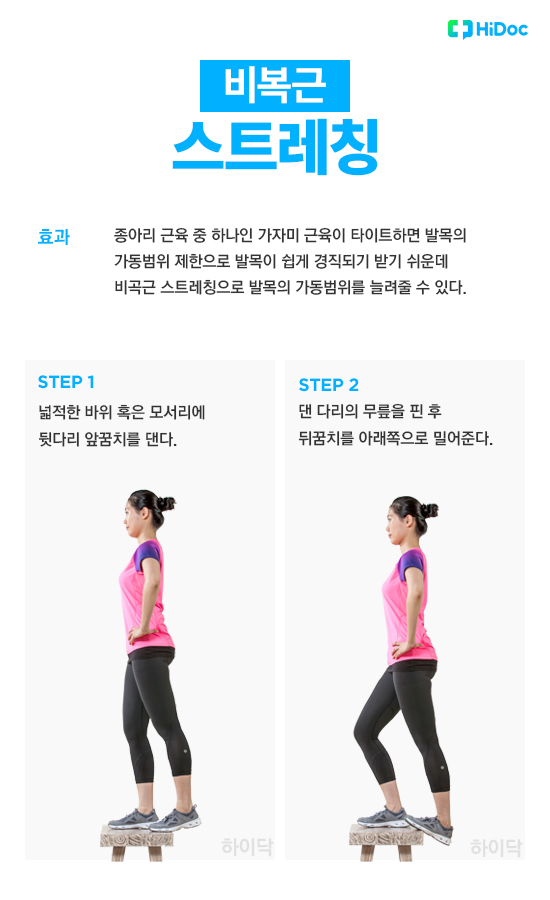 HiDoc
비복근
스트레칭
효과
종아리 근육 중 하나인 가자미 근육이 타이트하면 발목의
가동범위 제한으로 발목이 쉽게 경직되기 받기 쉬운데
비곡근 스트레칭으로 발목의 가동범위를 늘려줄 수 있다.
STEP 1
넓적한 바위 혹은 모서리에
뒷다리 앞꿈치를 댄다.
하이닥
STEP 2
댄 다리의 무릎을 핀 후
뒤꿈치를 아래쪽으로 밀어준다.
하이닥